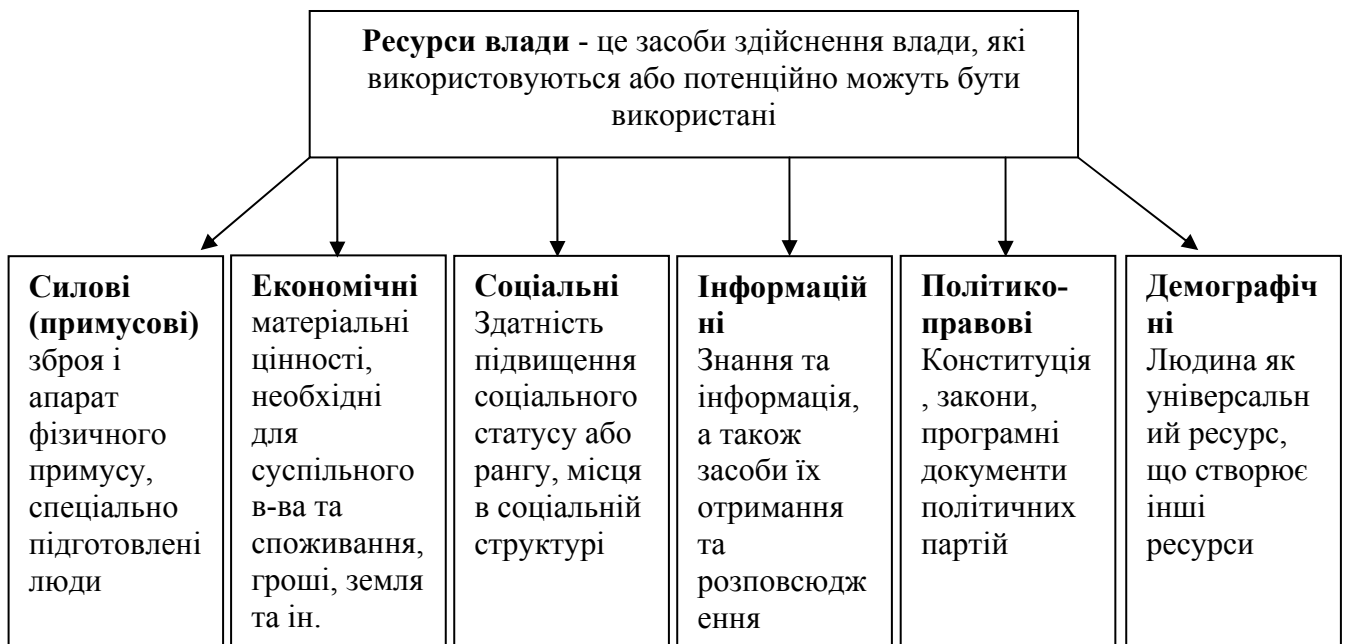 Ресурси влади - це засоби здійснення влади, які
використовуються або потенційно можуть бути
використані
Силові
(примусові)
зброя і
апарат
фізичного
примусу,
спеціально
підготовлені
люди
Економічні
матеріальні
цінності,
необхідні
для
суспільного
в-ва та
споживання,
гроші, земля
та ін.
Соціальні
Здатність
підвищення
соціального
статусу або
рангу, місця
в соціальній
структурі
Інформацій
ні
Знання та
інформація,
а також
засоби їх
отримання
та
розповсюдж
ення
Політико-
правові
Конституція
, закони,
програмні
документи
політичних
партій
Демографіч
ні
Людина як
універсальн
ий ресурс,
що створює
інші
ресурси